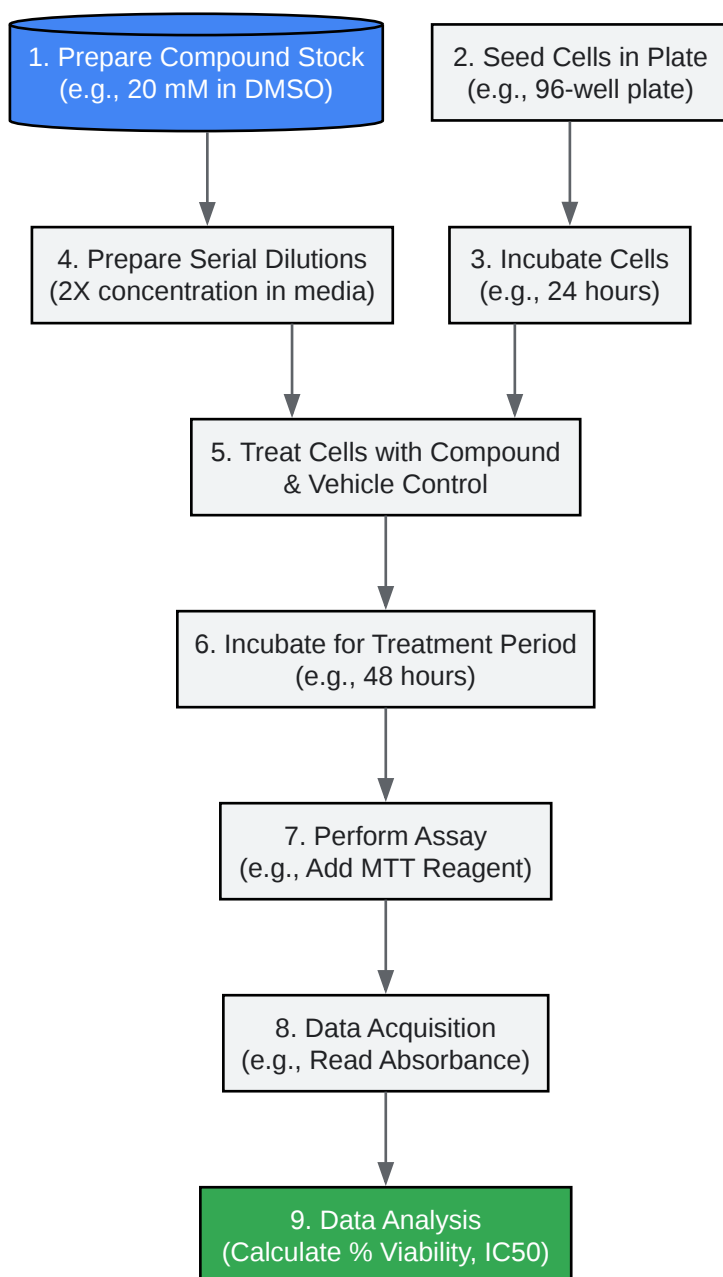 1. Prepare Compound Stock
(e.g., 20 mM in DMSO)
2. Seed Cells in Plate
(e.g., 96-well plate)
4. Prepare Serial Dilutions
(2X concentration in media)
3. Incubate Cells
(e.g., 24 hours)
5. Treat Cells with Compound
& Vehicle Control
6. Incubate for Treatment Period
(e.g., 48 hours)
7. Perform Assay
(e.g., Add MTT Reagent)
8. Data Acquisition
(e.g., Read Absorbance)
9. Data Analysis
(Calculate % Viability, IC50)